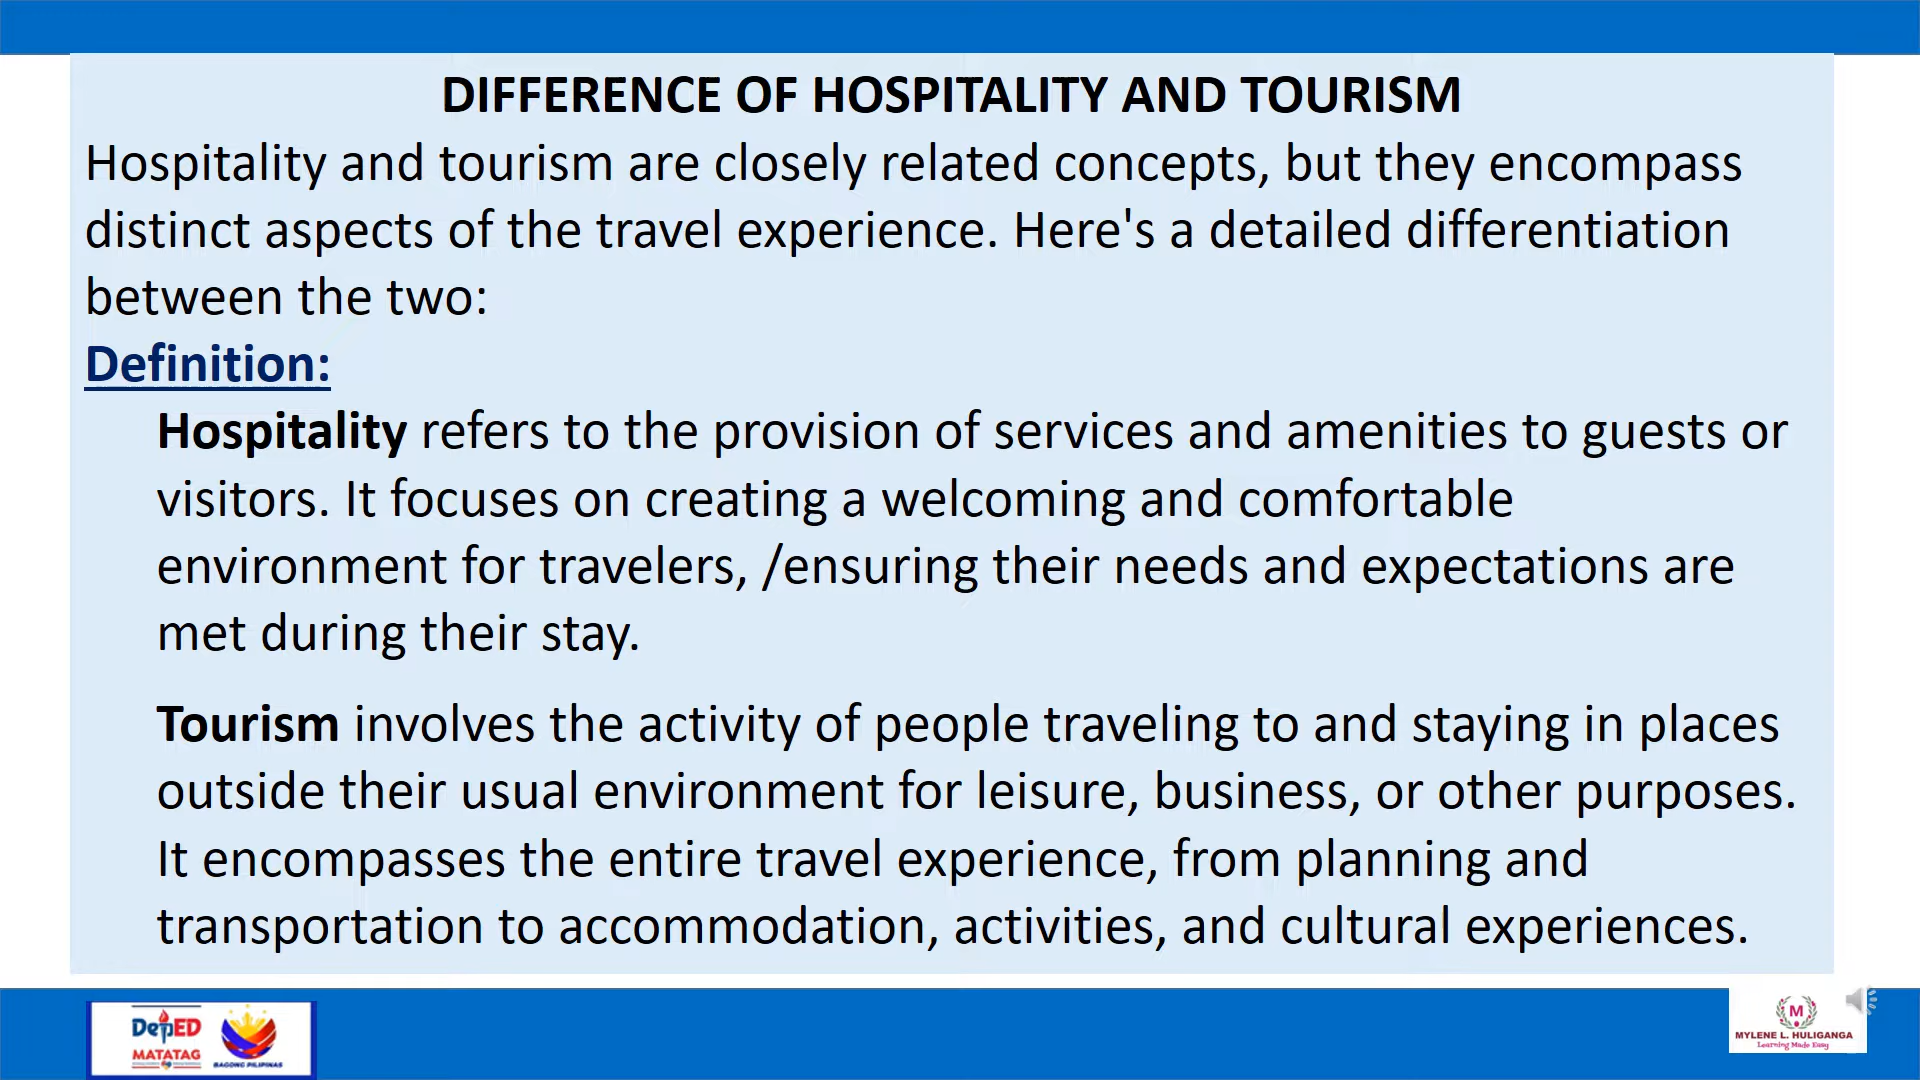 DIFFERENCE OF HOSPITALITY AND TOURISM
Hospitality and tourism are closely related concepts, but they encompass
distinct aspects of the travel experience. Here's a detailed differentiation
between the two:
Definition:
Hospitality refers to the provision of services and amenities to guests or
visitors. It focuses on creating a welcoming and comfortable
environment for travelers, /ensuring their needs and expectations are
met during their stay.
Tourism involves the activity of people traveling to and staying in places
outside their usual environment for leisure, business, or other purposes.
It encompasses the entire travel experience, from planning and
transportation to accommodation, activities, and cultural experiences.
DepED
MATATAG
BAGONG PILIPINAS
M
MYLENE L. HULIGANGA
Learning Made Easy